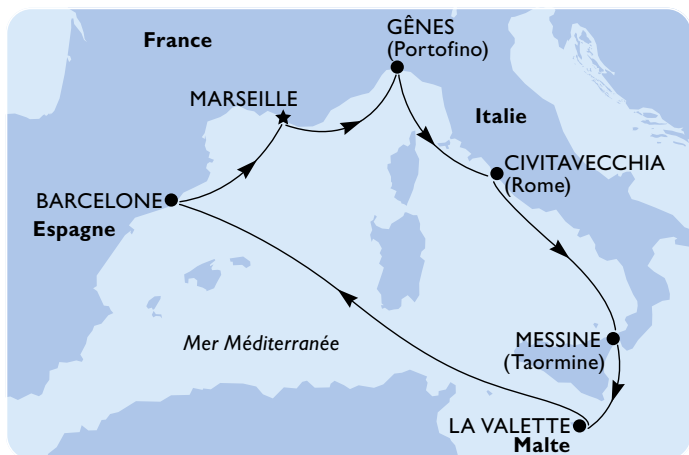 GÊNES
(Portofino)
France
MARSEILLE
Italie
CIVITAVECCHIA
(Rome)
BARCELONE
Espagne
Mer Méditerranée
MESSINE
(Taormine)
LA VALETTE
Malte